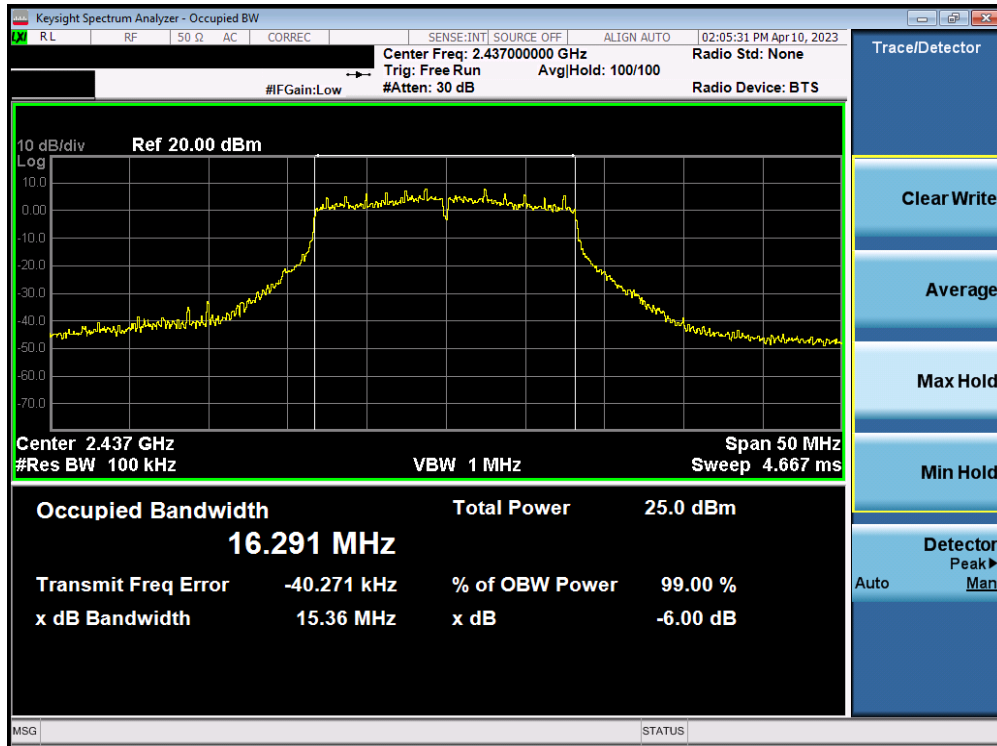 Keysight Spectrum Analyzer - Occupied BW
LXI RL RF 50 Ω AC CORREC SENSE:INT SOURCE OFF ALIGN AUTO 02:05:31 PM Apr 10, 2023
Center Freq: 2.437000000 GHz Radio Std: None
Trig: Free Run Avg|Hold: 100/100
#IFGain:Low #Atten: 30 dB Radio Device: BTS
Trace/Detector
10 dB/div Ref 20.00 dBm
Log
10.0
0.00
-10.0
-20.0
-30.0
-40.0
-50.0
-60.0
-70.0
Center 2.437 GHz Span 50 MHz
#Res BW 100 kHz VBW 1 MHz Sweep 4.667 ms
Occupied Bandwidth Total Power 25.0 dBm
16.291 MHz
Transmit Freq Error -40.271 kHz % of OBW Power 99.00 %
x dB Bandwidth 15.36 MHz x dB -6.00 dB
Clear Write
Average
Max Hold
Min Hold
Detector
Peak▶
Auto Man
MSG STATUS